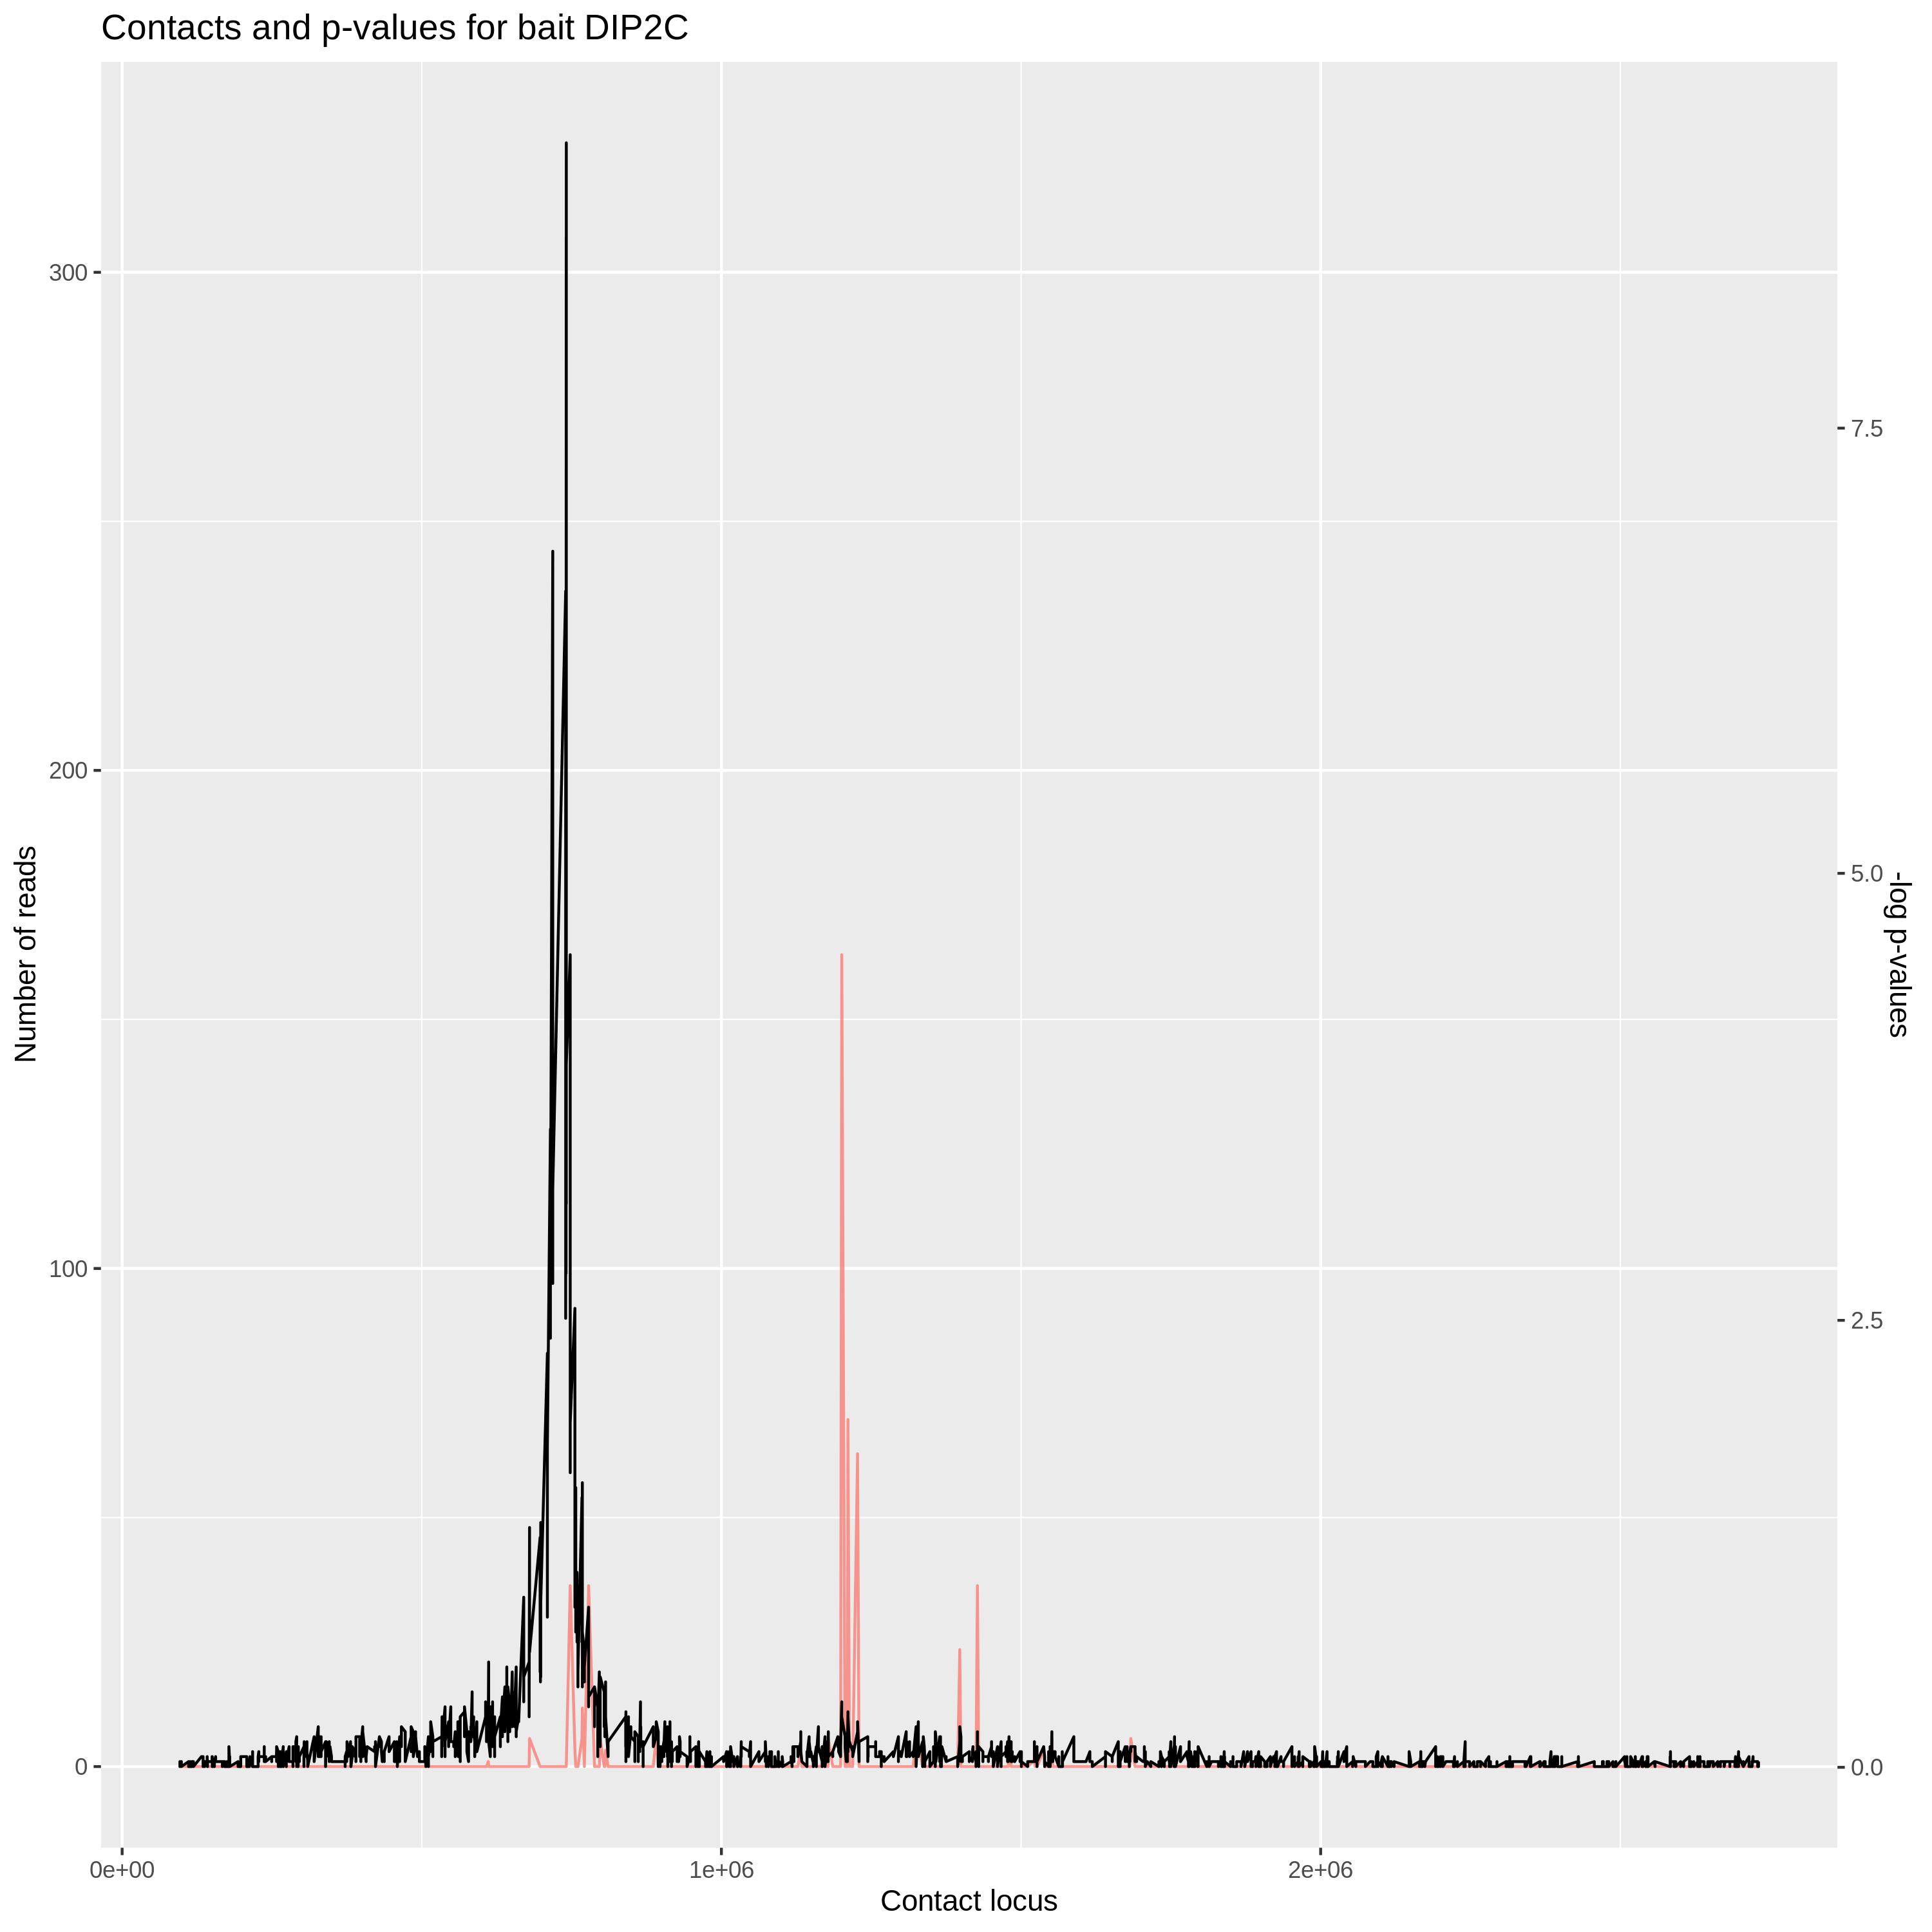 Contacts and p-values for bait DIP2C
Number of reads
300
200
100
0
7.5
5.0
2.5
0.0
-log p-values
0e+00
1e+06
2e+06
Contact locus